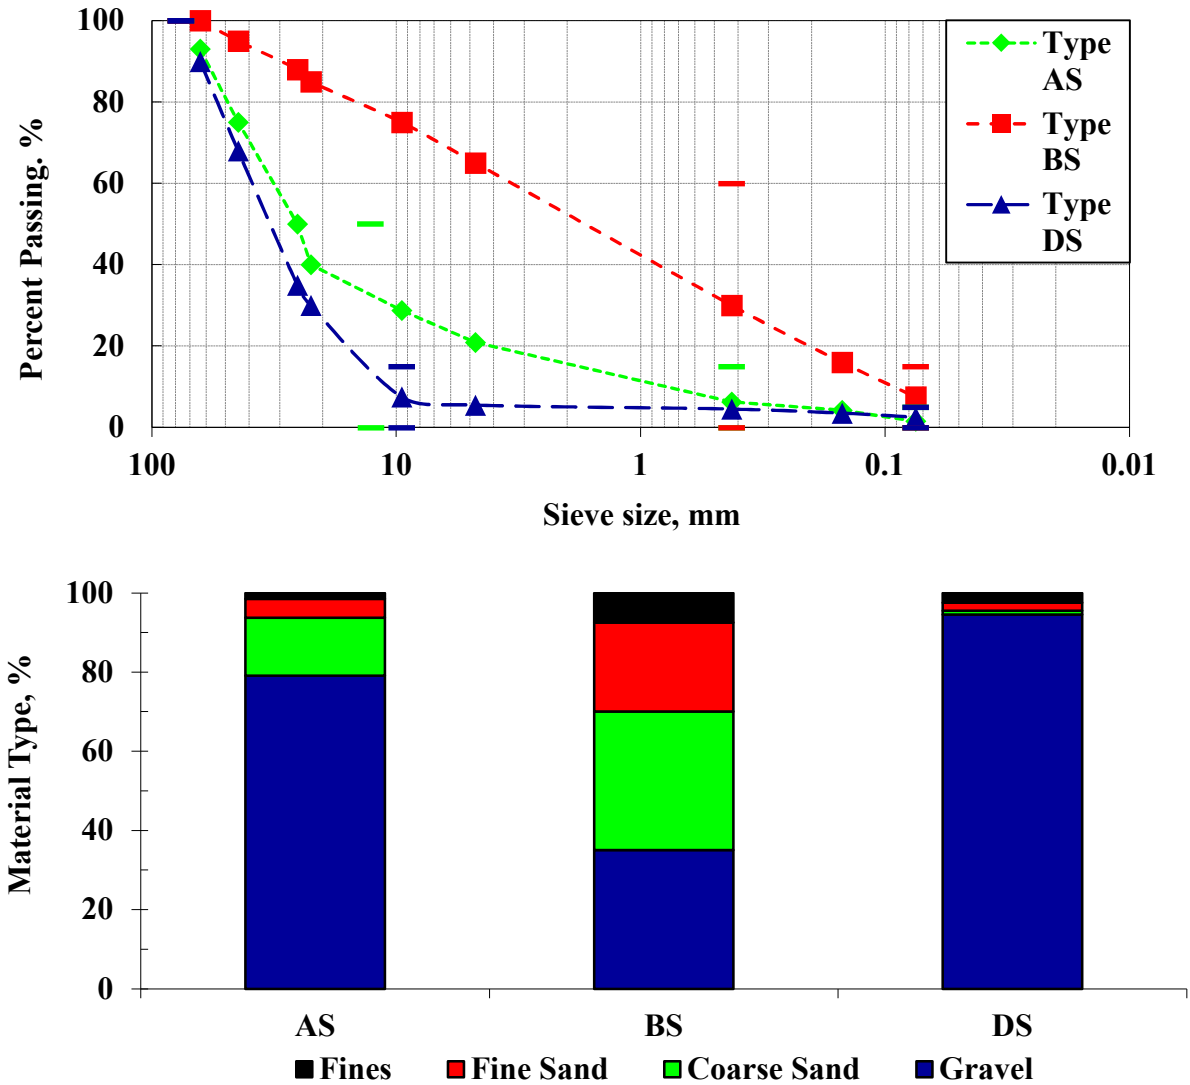 100
80
60
40
20
0
Percent Passing. %
100
10
1
0.1
0.01
Sieve size, mm
Type
AS
Type
BS
Type
DS
100
80
60
40
20
0
Material Type, %
AS
BS
DS
Fines
Fine Sand
Coarse Sand
Gravel